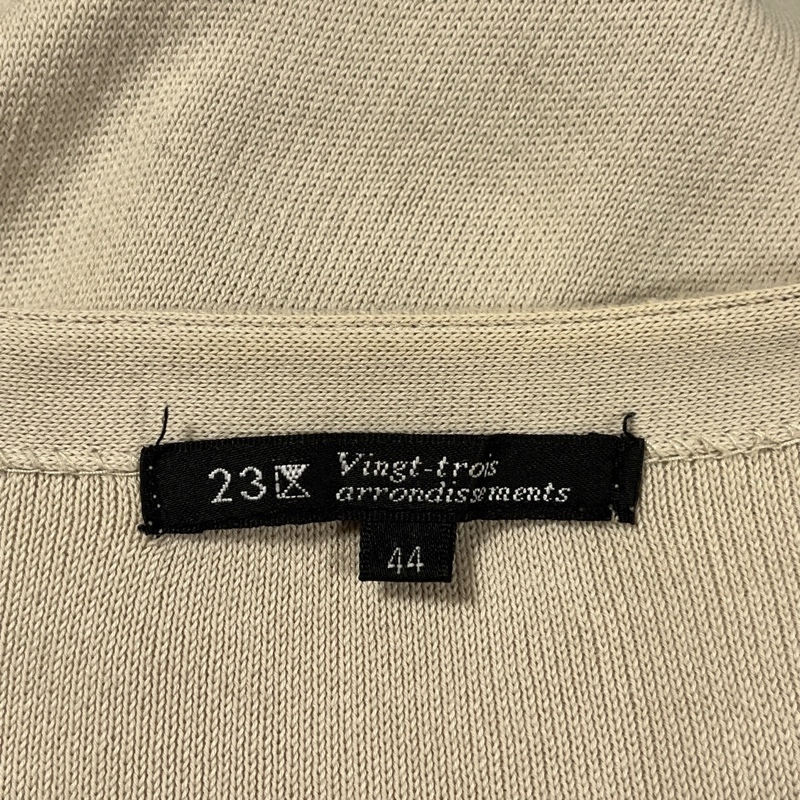 23区
Vingt-trois
arrondissements
44